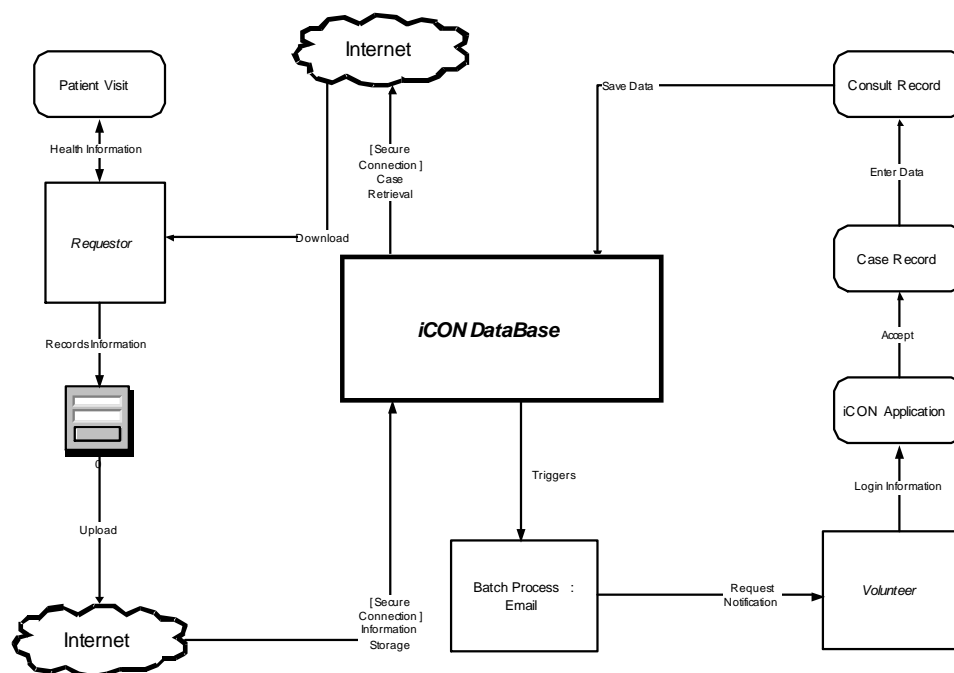 Internet
Patient Visit
Consult Record
Save Data
Health Information
[Secure
Connection ]
Case
Retrieval
Enter Data
Requestor
Download
Case Record
iCON DataBase
Records Information
Accept
iCON Application
0
Triggers
Login Information
Upload
Batch Process :
Email
Request
Notification
Volunteer
[Secure
Connection ]
Information
Storage
Internet